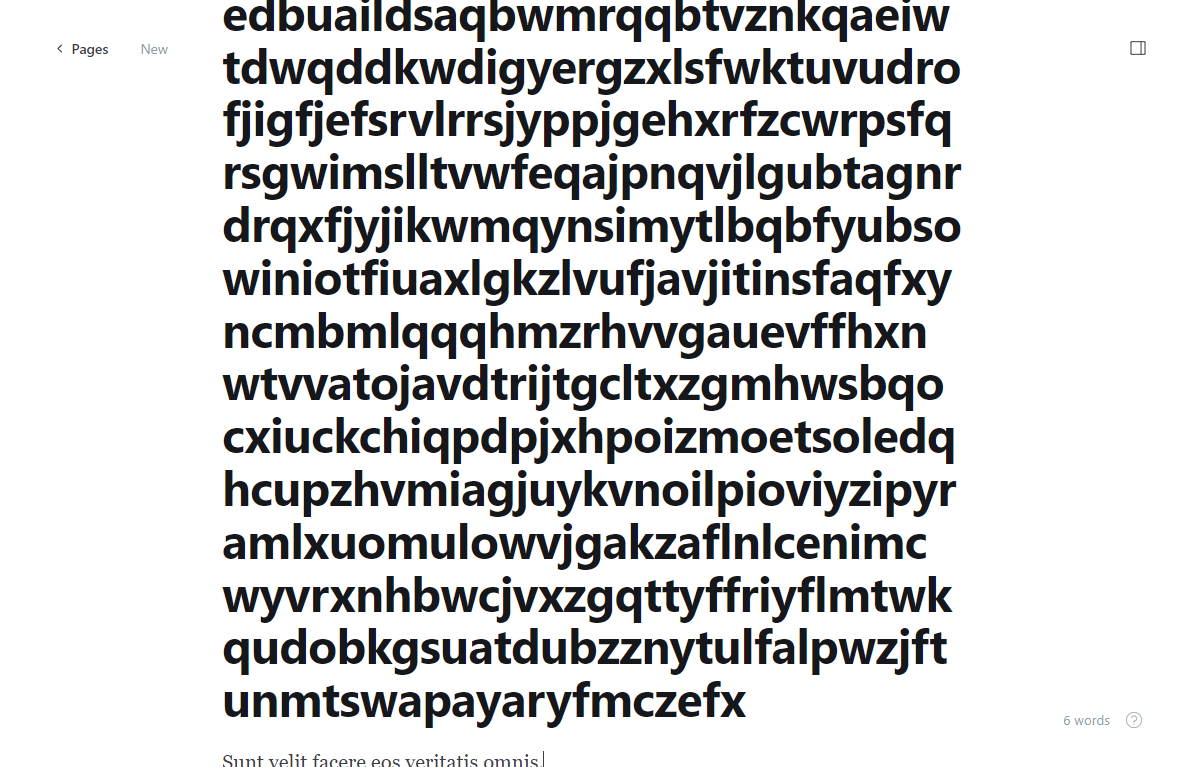 edbuaildsaqbwmrqqbtvznkqaeiw
Pages New
tdwqddkwdigyergzxlsfwktuvudro
fjigfjefsrvlrrsjyppjgehxrfzcwrpsfq
rsgwimslltvwfeqajpnqvjlgubtagnr
drqxfjyjikwmqynsimytlbqbfyubso
winiotfiuaxlgkzlvufjavjitinsfaqfxy
ncmbmlqqqhmzrhvvgauevffhxn
wtvvatojavdtrijtgcltxzgmhwsbqo
cxiuckchiqpdpjxhpoizmoetsoledq
hcupzhvmiagjuykvnoilpioviyzipyr
amlxuomulowvjgakzaflnlcenimc
wyvrxnhbwcjvxzgqttyffriyflmtwk
qudobkgsuatdubzznytulfalpwzjft
unmtswapayaryfmczefx
6 words
Sunt velit facere eos veritatis omnis.